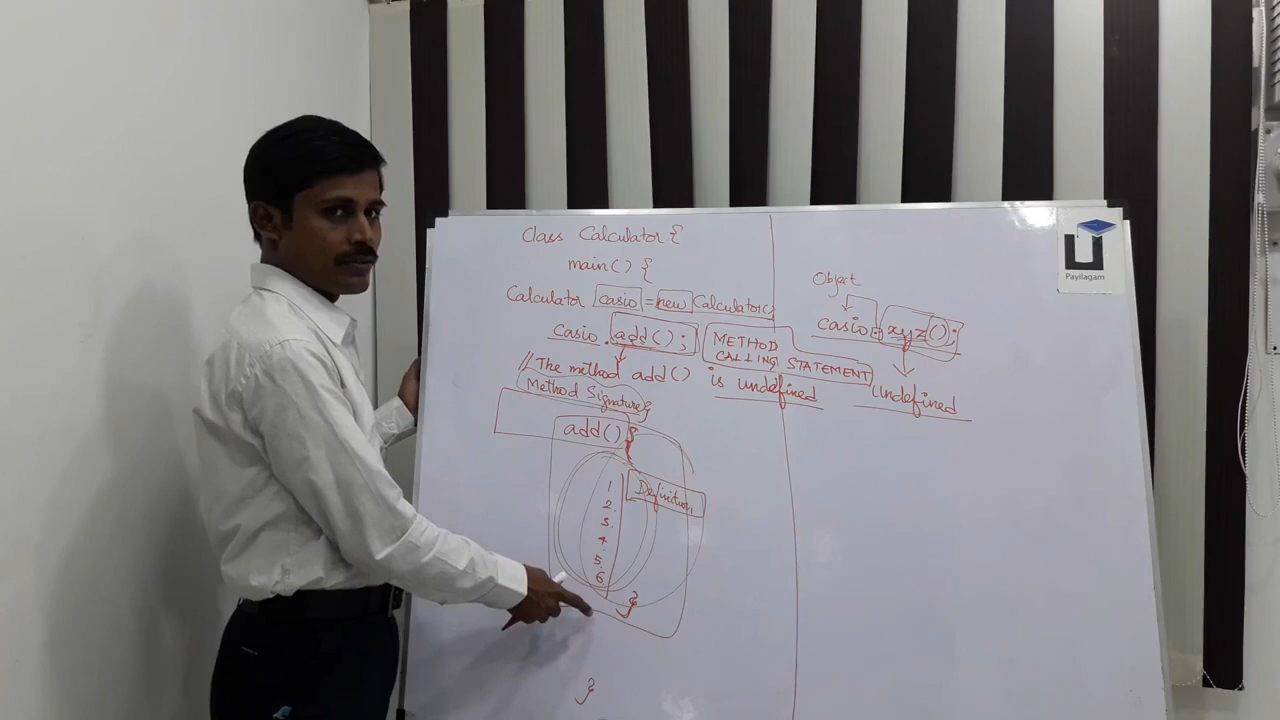 Class Calculator {
main() {
Calculator casio = new Calculator()
casio . add();
METHOD
CALLING STATEMENT
// The method add() is undefined
Method Signature {
add() {
Definition
1
2.
3.
4
5.
6.
}
}
Object
casio. xyz();
Undefined
Payilagam